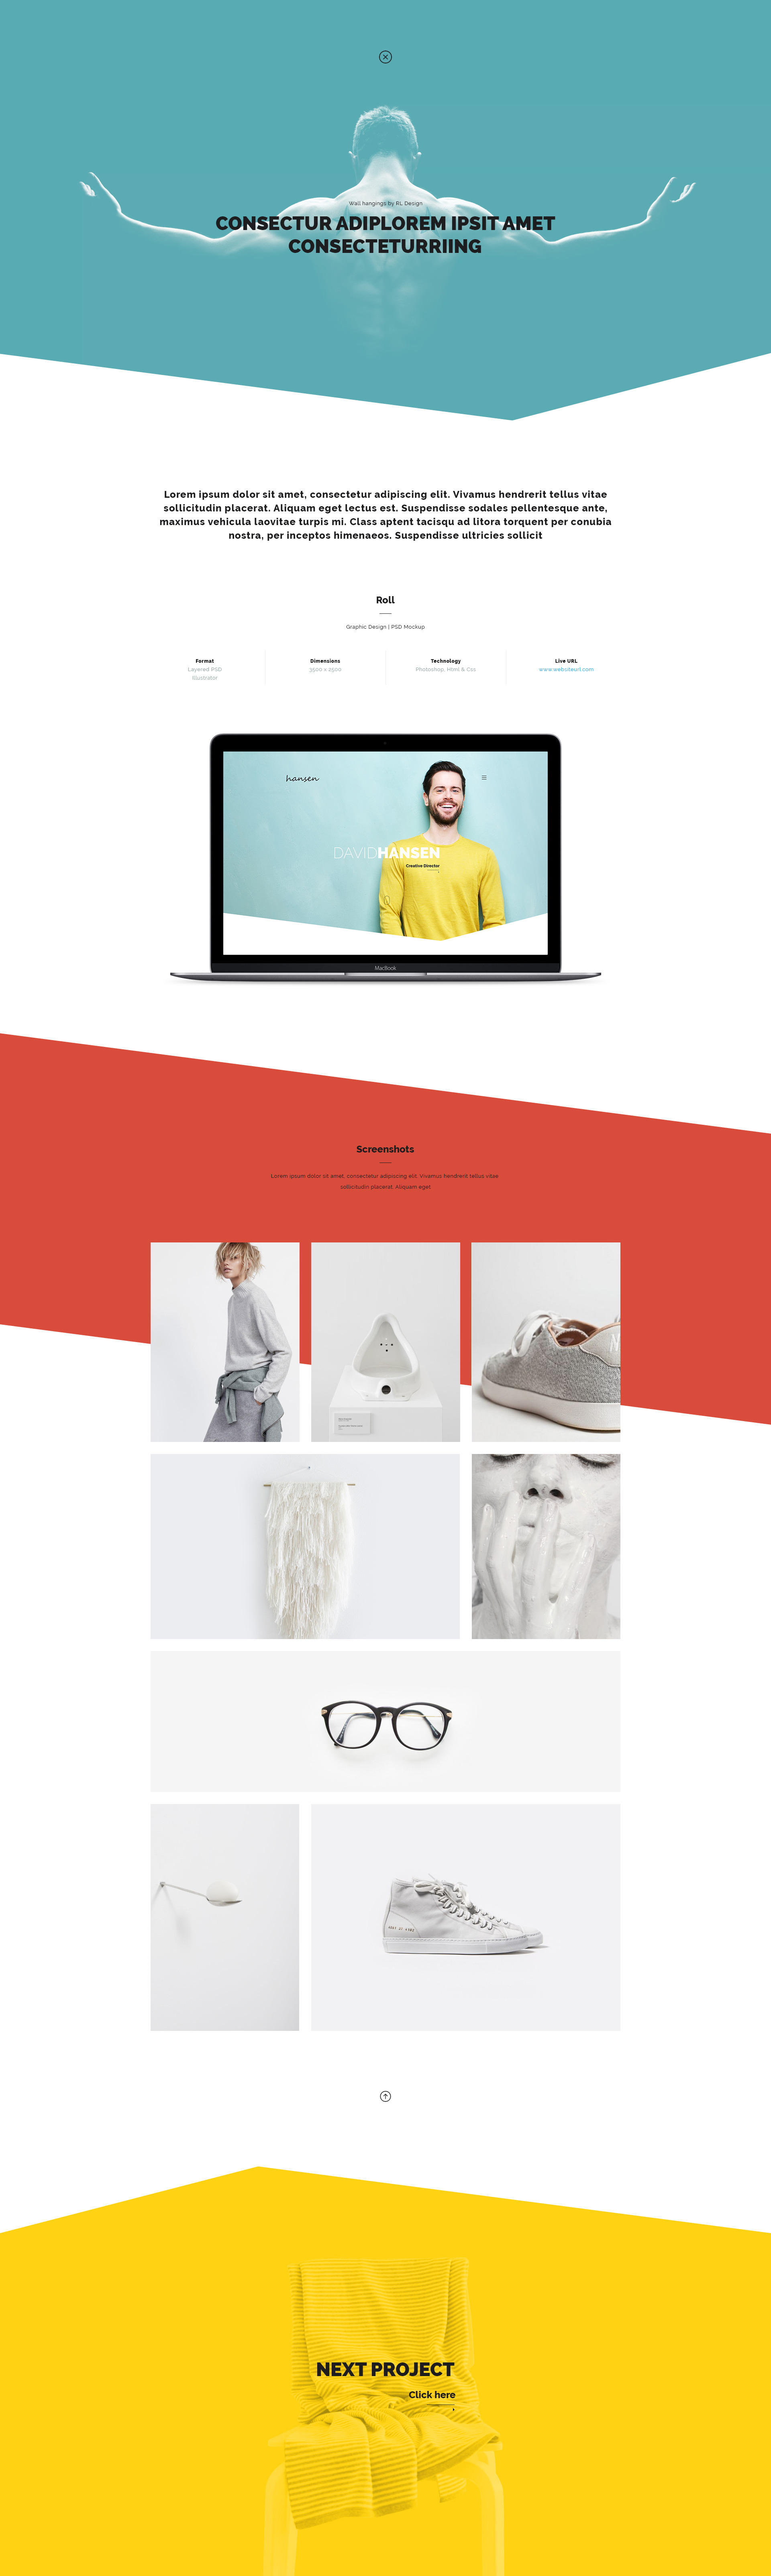 Wall hangings by RL Design
CONSECTUR ADIPLOREM IPSIT AMET
CONSECTETURRIING
Lorem ipsum dolor sit amet, consectetur adipiscing elit. Vivamus hendrerit tellus vitae
sollicitudin placerat. Aliquam eget lectus est. Suspendisse sodales pellentesque ante,
maximus vehicula laovitae turpis mi. Class aptent tacisqu ad litora torquent per conubia
nostra, per inceptos himenaeos. Suspendisse ultricies sollicit
Roll
Graphic Design | PSD Mockup
Format
Layered PSD
Illustrator
Dimensions
3500 x 2500
Technology
Photoshop, Html & Css
Live URL
www.websiteurl.com
hansen
DAVIDHANSEN
Creative Director
MacBook
Screenshots
Lorem ipsum dolor sit amet, consectetur adipiscing elit. Vivamus hendrerit tellus vitae
sollicitudin placerat. Aliquam eget
N
NEXT PROJECT
Click here